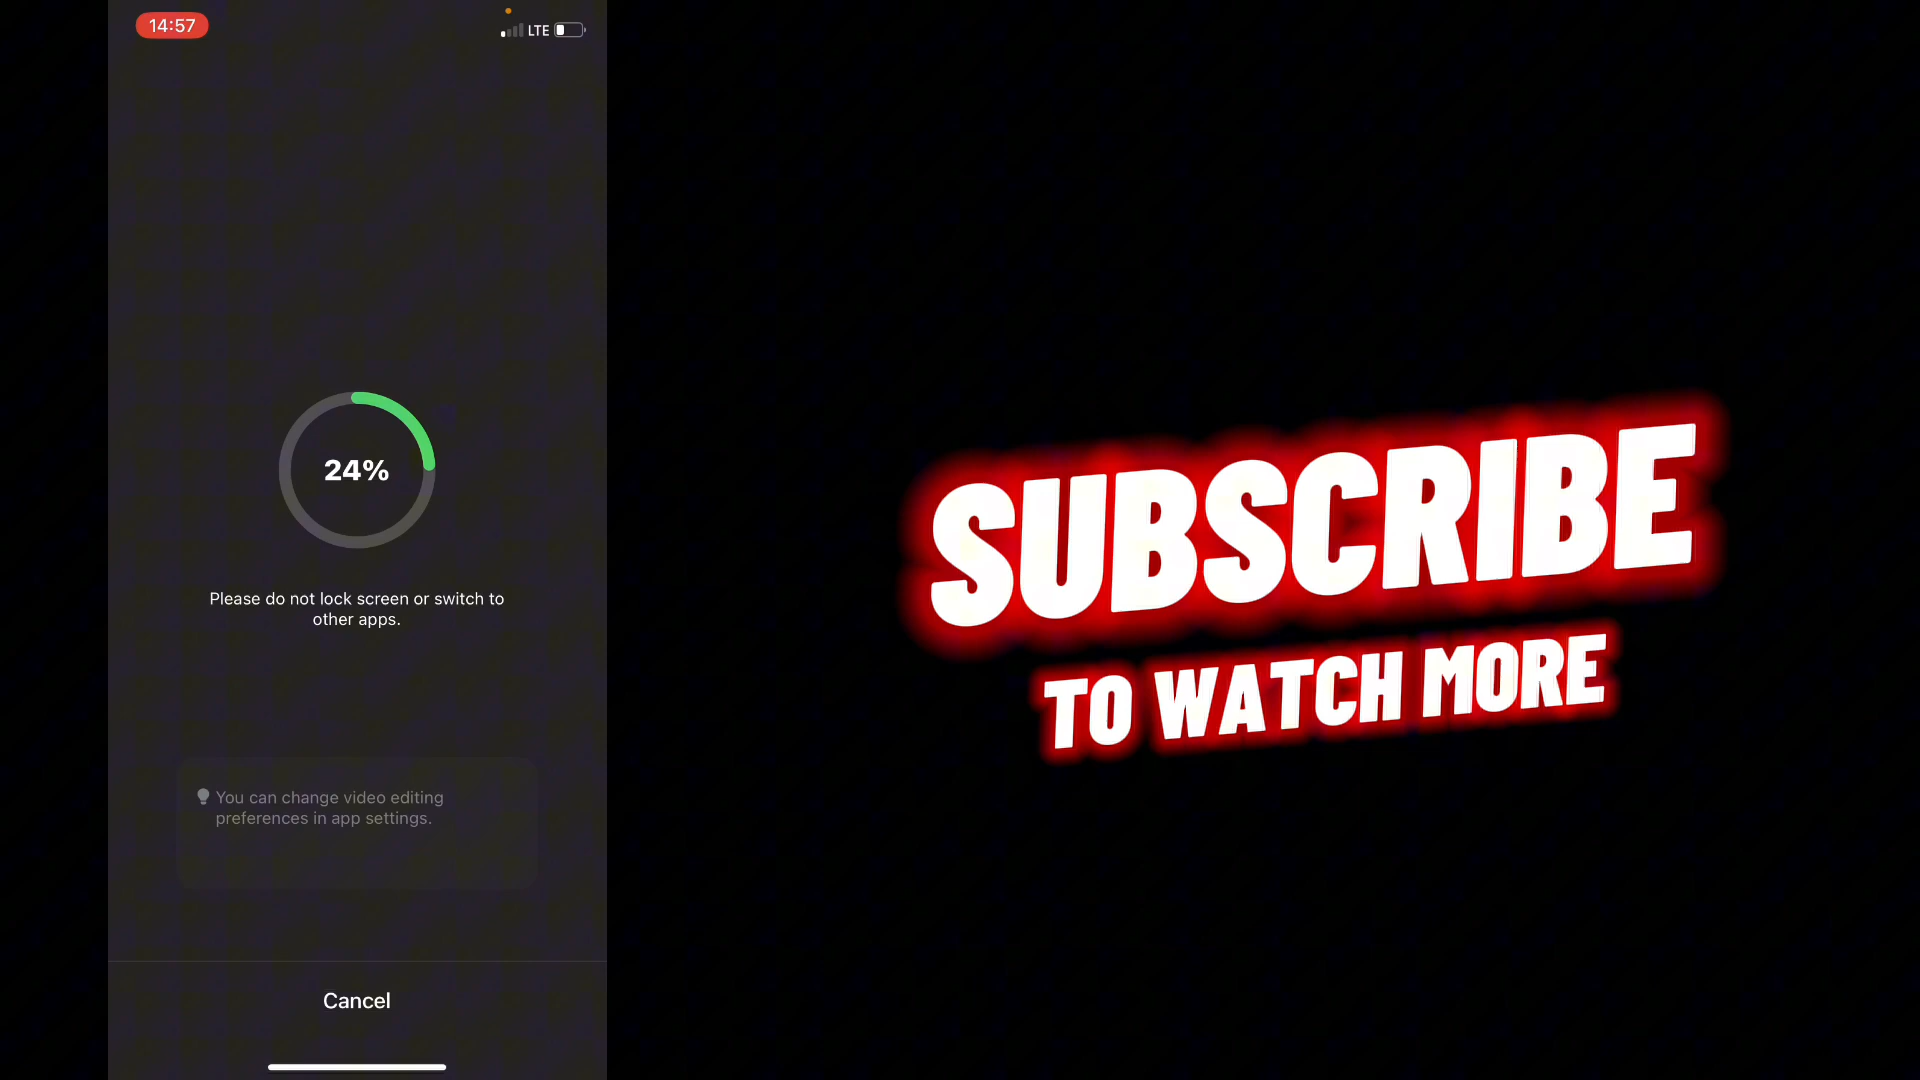 14:57
LTE
24%
Please do not lock screen or switch to
other apps.
You can change video editing
preferences in app settings.
Cancel
SUBSCRIBE
TO WATCH MORE